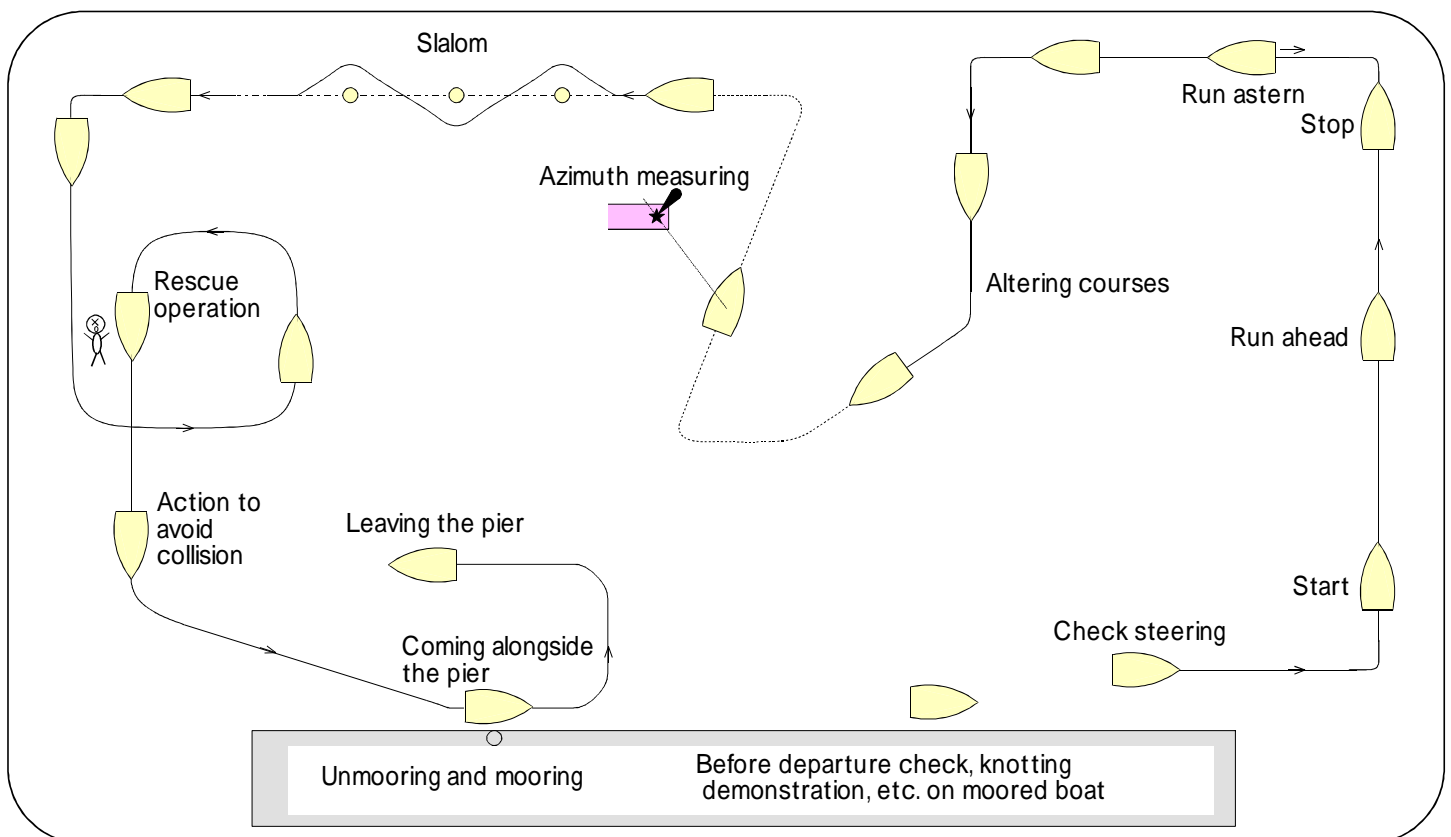 Slalom
Run astern
Stop
Azimuth measuring
Rescue
operation
Altering courses
Run ahead
Action to
avoid
collision
Leaving the pier
Start
Check steering
Coming alongside
the pier
Unmooring and mooring
Before departure check, knotting
demonstration, etc. on moored boat